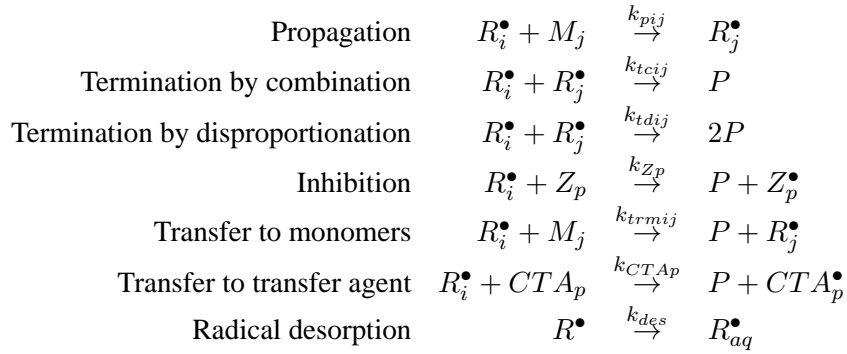 Propagation R_i^• + M_j →^{k_{pij}} R_j^•
Termination by combination R_i^• + R_j^• →^{k_{tcij}} P
Termination by disproportionation R_i^• + R_j^• →^{k_{tdij}} 2P
Inhibition R_i^• + Z_p →^{k_{Zp}} P + Z_p^•
Transfer to monomers R_i^• + M_j →^{k_{trmij}} P + R_j^•
Transfer to transfer agent R_i^• + CTA_p →^{k_{CTAp}} P + CTA_p^•
Radical desorption R^• →^{k_{des}} R_{aq}^•